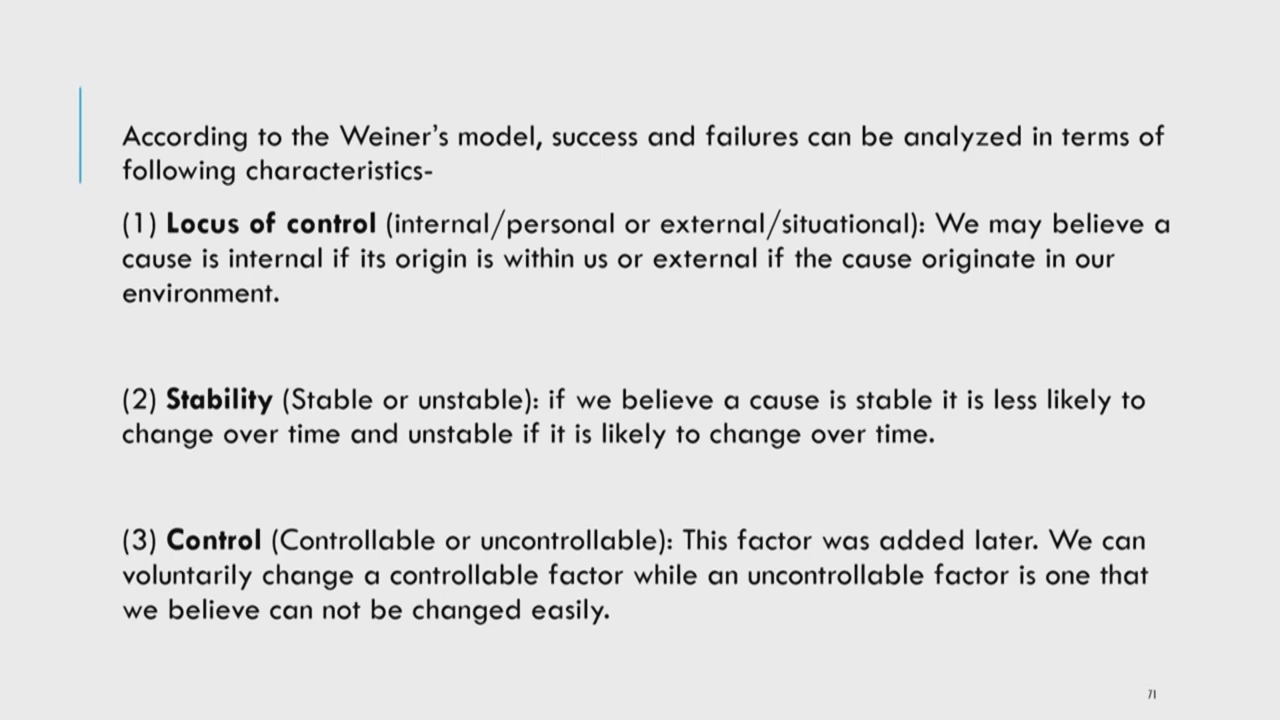 According to the Weiner's model, success and failures can be analyzed in terms of
following characteristics-
(1) Locus of control (internal/personal or external/situational): We may believe a
cause is internal if its origin is within us or external if the cause originate in our
environment.
(2) Stability (Stable or unstable): if we believe a cause is stable it is less likely to
change over time and unstable if it is likely to change over time.
(3) Control (Controllable or uncontrollable): This factor was added later. We can
voluntarily change a controllable factor while an uncontrollable factor is one that
we believe can not be changed easily.
71